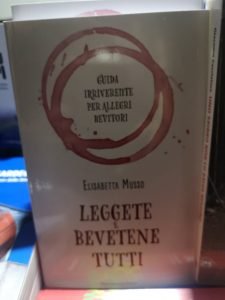 GUIDA
IRRIVERENTE
PER ALLEGRI
BEVITORI
ELISABETTA MUSSO
LEGGETE
E
BEVETENE
TUTTI